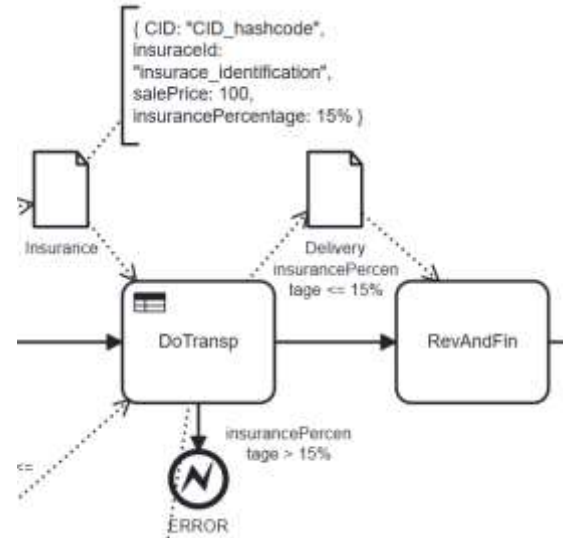 { CID: "CID_hashcode",
insuraceId:
"insurace_identification",
salePrice: 100,
insurancePercentage: 15% }
Insurance
Delivery
insurancePercen
tage <= 15%
DoTransp
RevAndFin
insurancePercen
tage > 15%
<=
ERROR